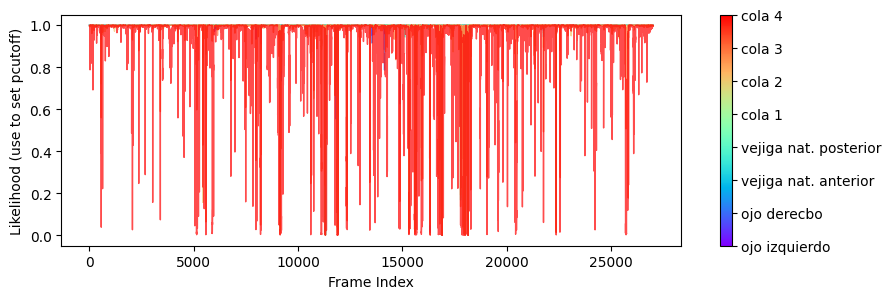 Likelihood (use to set pcutoff)
1.0
0.8
0.6
0.4
0.2
0.0
0
5000
10000
15000
20000
25000
Frame Index
cola 4
cola 3
cola 2
cola 1
vejiga nat. posterior
vejiga nat. anterior
ojo derecbo
ojo izquierdo